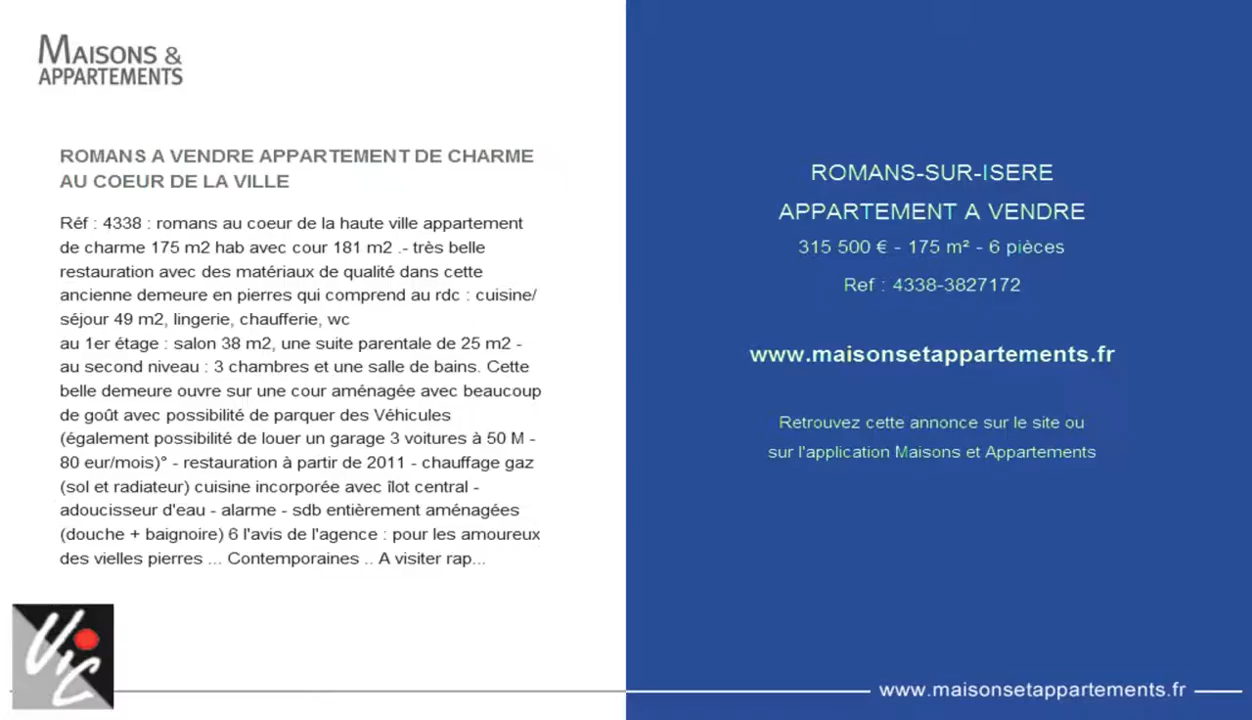 MAISONS &
APPARTEMENTS
ROMANS A VENDRE APPARTEMENT DE CHARME
AU COEUR DE LA VILLE
Réf : 4338 : romans au coeur de la haute ville appartement
de charme 175 m2 hab avec cour 181 m2 .- très belle
restauration avec des matériaux de qualité dans cette
ancienne demeure en pierres qui comprend au rdc : cuisine/
séjour 49 m2, lingerie, chaufferie, wc
au 1er étage : salon 38 m2, une suite parentale de 25 m2 -
au second niveau : 3 chambres et une salle de bains. Cette
belle demeure ouvre sur une cour aménagée avec beaucoup
de goût avec possibilité de parquer des Véhicules
(également possibilité de louer un garage 3 voitures à 50 M -
80 eur/mois)° - restauration à partir de 2011 - chauffage gaz
(sol et radiateur) cuisine incorporée avec îlot central -
adoucisseur d'eau - alarme - sdb entièrement aménagées
(douche + baignoire) 6 l'avis de l'agence : pour les amoureux
des vielles pierres ... Contemporaines .. A visiter rap...
Vic
ROMANS-SUR-ISERE
APPARTEMENT A VENDRE
315 500 € - 175 m² - 6 pièces
Ref : 4338-3827172
www.maisonsetappartements.fr
Retrouvez cette annonce sur le site ou
sur l'application Maisons et Appartements
www.maisonsetappartements.fr